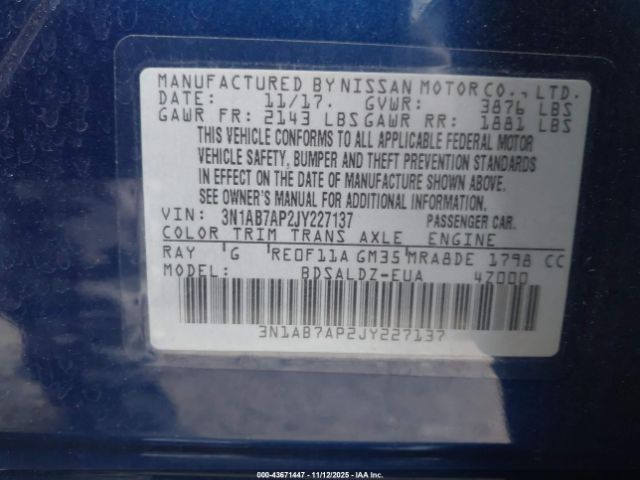 MANUFACTURED BY NISSAN MOTOR CO., LTD.
DATE: 11/17. GVWR: 3876 LBS
GAWR FR: 2143 LBS GAWR RR: 1881 LBS
THIS VEHICLE CONFORMS TO ALL APPLICABLE FEDERAL MOTOR
VEHICLE SAFETY, BUMPER AND THEFT PREVENTION STANDARDS
IN EFFECT ON THE DATE OF MANUFACTURE SHOWN ABOVE.
SEE OWNER'S MANUAL FOR ADDITIONAL INFORMATION
VIN: 3N1AB7AP2JY227137 PASSENGER CAR.
COLOR TRIM TRANS AXLE ENGINE
RAY G RE0F11A GM35 MRA8DE 1798 CC
MODEL: BDSALDZ-EUA 4Z000
3N1AB7AP2JY227137
000-43671447 - 11/12/2025 - IAA Inc.